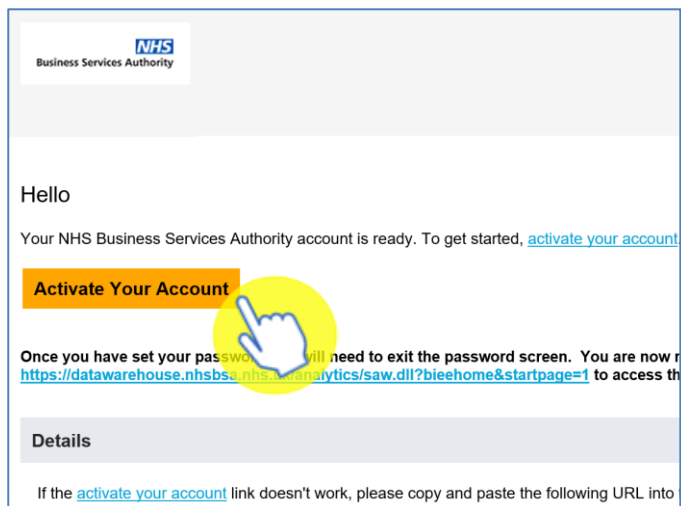 NHS
Business Services Authority
Hello
Your NHS Business Services Authority account is ready. To get started, activate your account.
Activate Your Account
Once you have set your will need to exit the password screen. You are now
https://datawarehouse.nhsbsa.nhs.uk/analytics/saw.dll?bieehome&startpage=1 to access
Details
If the activate your account link doesn't work, please copy and paste the following URL into